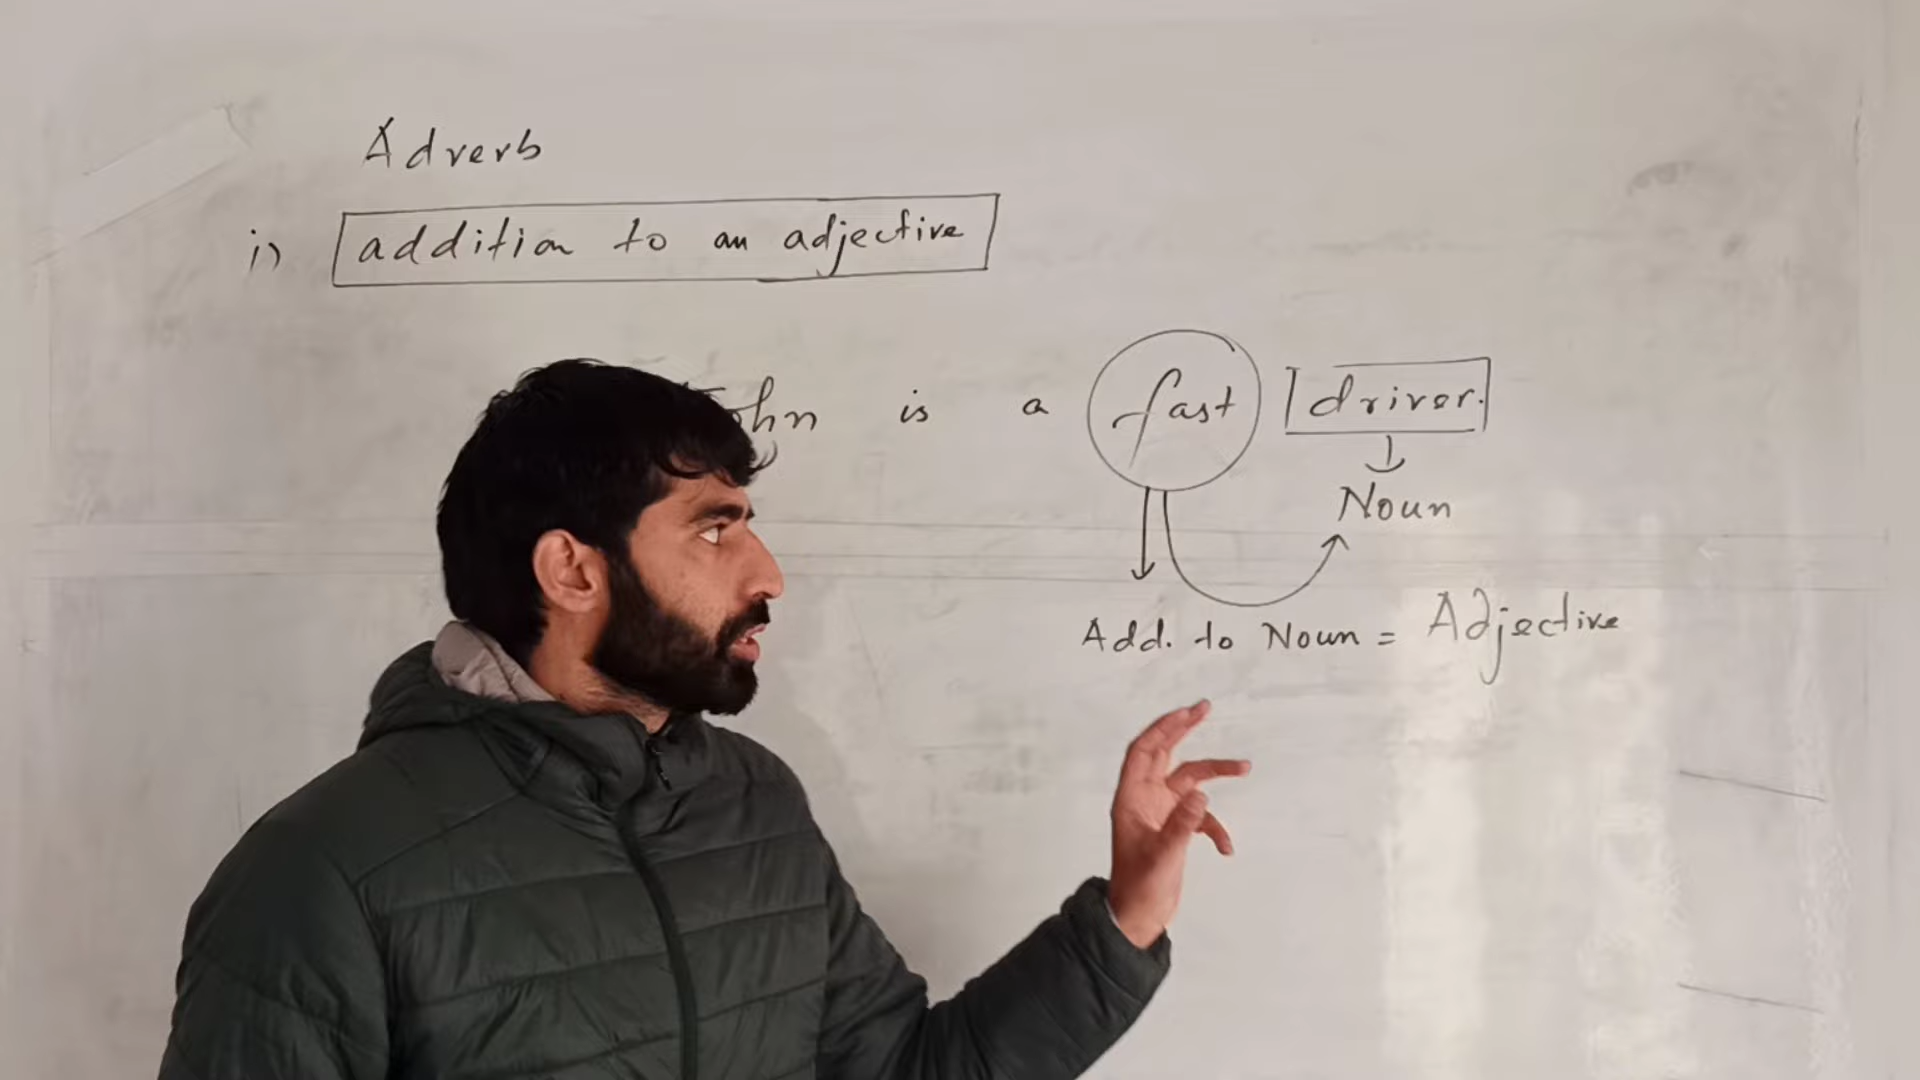 Adverb
i) addition to an adjective
John is a fast driver.
Noun
Add. to Noun = Adjective